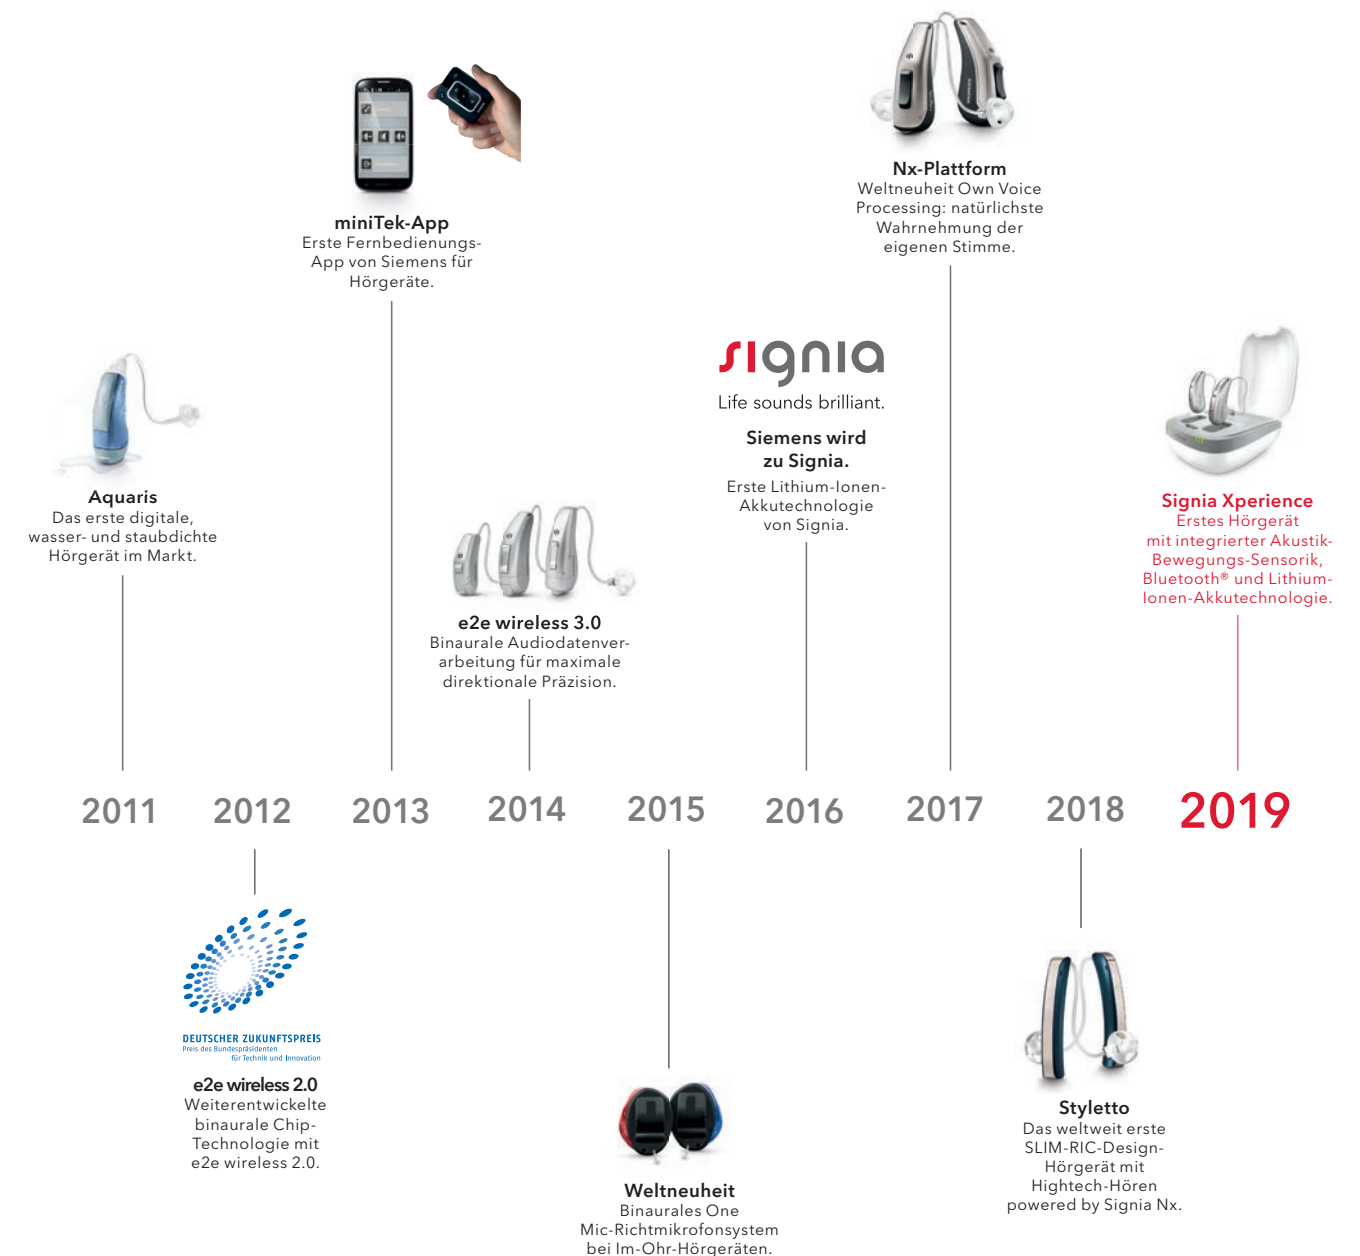 miniTek-App
Erste Fernbedienungs-
App von Siemens für
Hörgeräte.
Nx-Plattform
Weltneuheit Own Voice
Processing: natürlichste
Wahrnehmung der
eigenen Stimme.
signia
Life sounds brilliant.
Siemens wird
zu Signia.
Erste Lithium-Ionen-
Akkutechnologie
von Signia.
Aquaris
Das erste digitale,
wasser- und staubdichte
Hörgerät im Markt.
Signia Xperience
Erstes Hörgerät
mit integrierter Akustik-
Bewegungs-Sensorik,
Bluetooth® und Lithium-
Ionen-Akkutechnologie.
e2e wireless 3.0
Binaurale Audiodatenver-
arbeitung für maximale
direktionale Präzision.
2011 2012 2013 2014 2015 2016 2017 2018 2019
DEUTSCHER ZUKUNFTSPREIS
Preis des Bundespräsidenten
für Technik und Innovation
e2e wireless 2.0
Weiterentwickelte
binaurale Chip-
Technologie mit
e2e wireless 2.0.
Weltneuheit
Binaurales One
Mic-Richtmikrofonsystem
bei Im-Ohr-Hörgeräten.
Styletto
Das weltweit erste
SLIM-RIC-Design-
Hörgerät mit
Hightech-Hören
powered by Signia Nx.